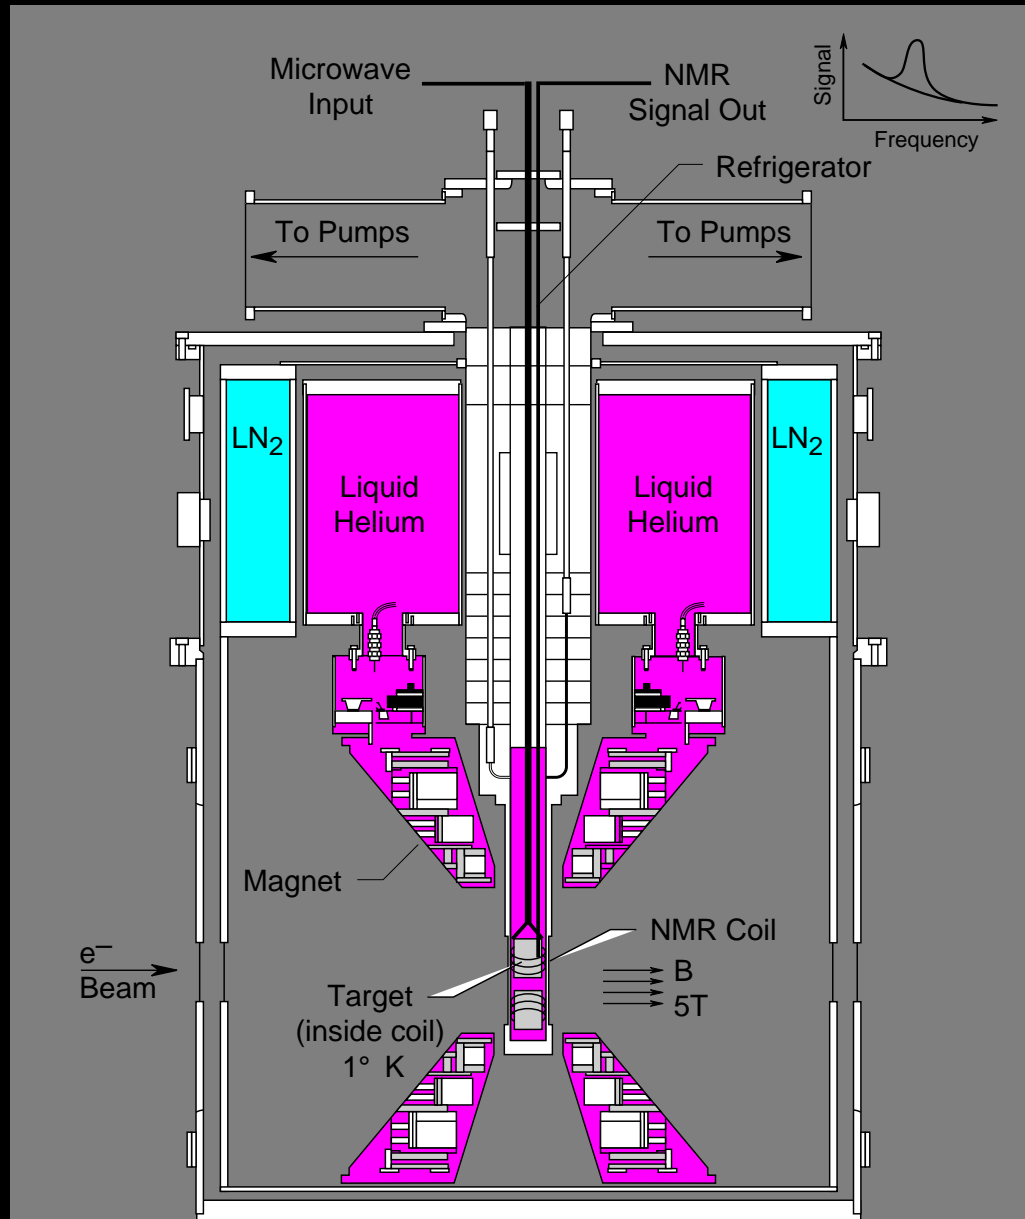 Microwave
Input
NMR
Signal Out
Signal
Frequency
Refrigerator
To Pumps
To Pumps
LN2
Liquid
Helium
Liquid
Helium
LN2
Magnet
NMR Coil
e–
Beam
Target
(inside coil)
1° K
B
5T